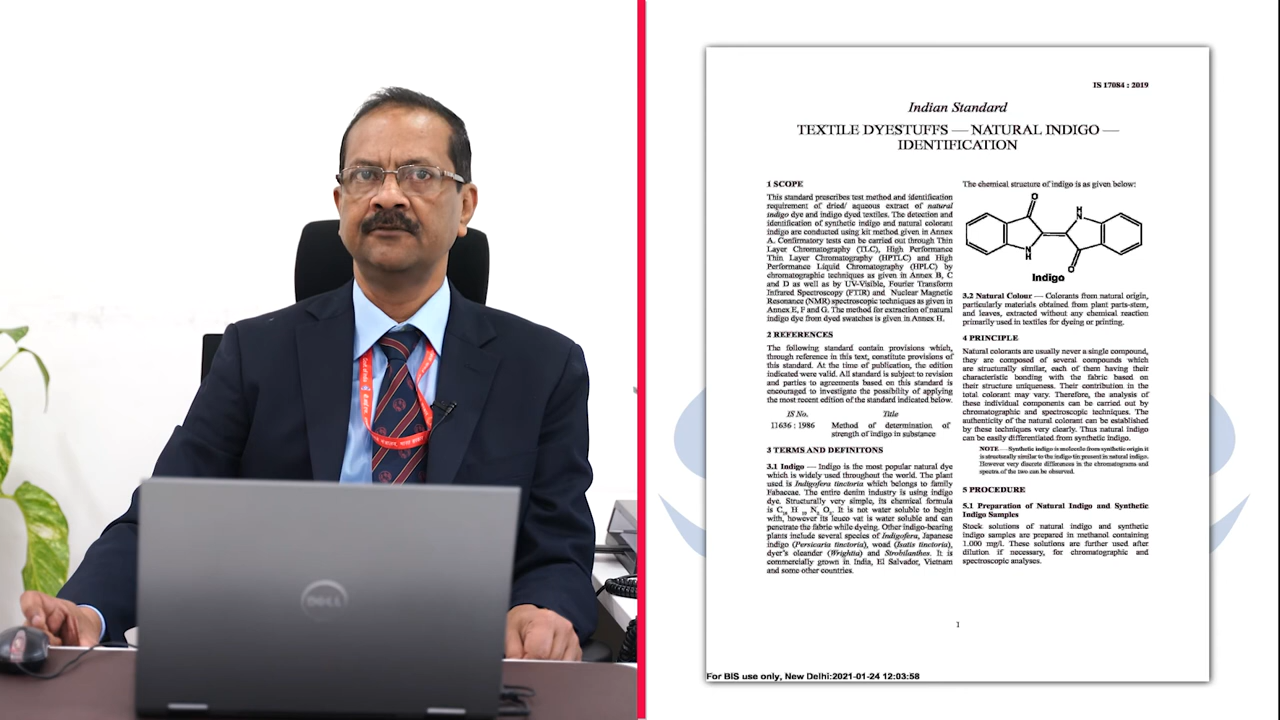 IS 17084 : 2019
Indian Standard
TEXTILE DYESTUFFS — NATURAL INDIGO —
IDENTIFICATION
1 SCOPE
This standard prescribes test method and identification
requirement of dried/ aqueous extract of natural
indigo dye and indigo dyed textiles. The detection and
identification of synthetic indigo and natural colorant
indigo are conducted using kit method given in Annex
A. Confirmatory tests can be carried out through Thin
Layer Chromatography (TLC), High Performance
Thin Layer Chromatography (HPTLC) and High
Performance Liquid Chromatography (HPLC) by
chromatographic techniques as given in Annex B, C
and D as well as by UV-Visible, Fourier Transform
Infrared Spectroscopy (FTIR) and Nuclear Magnetic
Resonance (NMR) spectroscopic techniques as given in
Annex E, F and G. The method for extraction of natural
indigo dye from dyed swatches is given in Annex H.
2 REFERENCES
The following standard contain provisions which,
through reference in this text, constitute provisions of
this standard. At the time of publication, the edition
indicated were valid. All standard is subject to revision
and parties to agreements based on this standard is
encouraged to investigate the possibility of applying
the most recent edition of the standard indicated below.
IS No. Title
11636 : 1986 Method of determination of
strength of indigo in substance
3 TERMS AND DEFINITONS
3.1 Indigo — Indigo is the most popular natural dye
which is widely used throughout the world. The plant
used is Indigofera tinctoria which belongs to family
Fabaceae. The entire denim industry is using indigo
dye. Structurally very simple, its chemical formula
is C16 H10 N2 O2. It is not water soluble to begin
with, however its leuco vat is water soluble and can
penetrate the fabric while dyeing. Other indigo-bearing
plants include several species of Indigofera, Japanese
indigo (Persicaria tinctoria), woad (Isatis tinctoria),
dyer's oleander (Wrightia) and Strobilanthes. It is
commercially grown in India, El Salvador, Vietnam
and some other countries.
The chemical structure of indigo is as given below:
O
H
N
N
H
O
Indigo
3.2 Natural Colour — Colorants from natural origin,
particularly materials obtained from plant parts-stem,
and leaves, extracted without any chemical reaction
primarily used in textiles for dyeing or printing.
4 PRINCIPLE
Natural colorants are usually never a single compound,
they are composed of several compounds which
are structurally similar, each of them having their
characteristic bonding with the fabric based on
their structure uniqueness. Their contribution in the
total colorant may vary. Therefore, the analysis of
these individual components can be carried out by
chromatographic and spectroscopic techniques. The
authenticity of the natural colorant can be established
by these techniques very clearly. Thus natural indigo
can be easily differentiated from synthetic indigo.
NOTE — Synthetic indigo is molecule from synthetic origin it
is structurally similar to the indigo tin present in natural indigo.
However very discrete differences in the chromatograms and
spectra of the two can be observed.
5 PROCEDURE
5.1 Preparation of Natural Indigo and Synthetic
Indigo Samples
Stock solutions of natural indigo and synthetic
indigo samples are prepared in methanol containing
1.000 mg/l. These solutions are further used after
dilution if necessary, for chromatographic and
spectroscopic analyses.
1
For BIS use only, New Delhi:2021-01-24 12:03:58
DELL